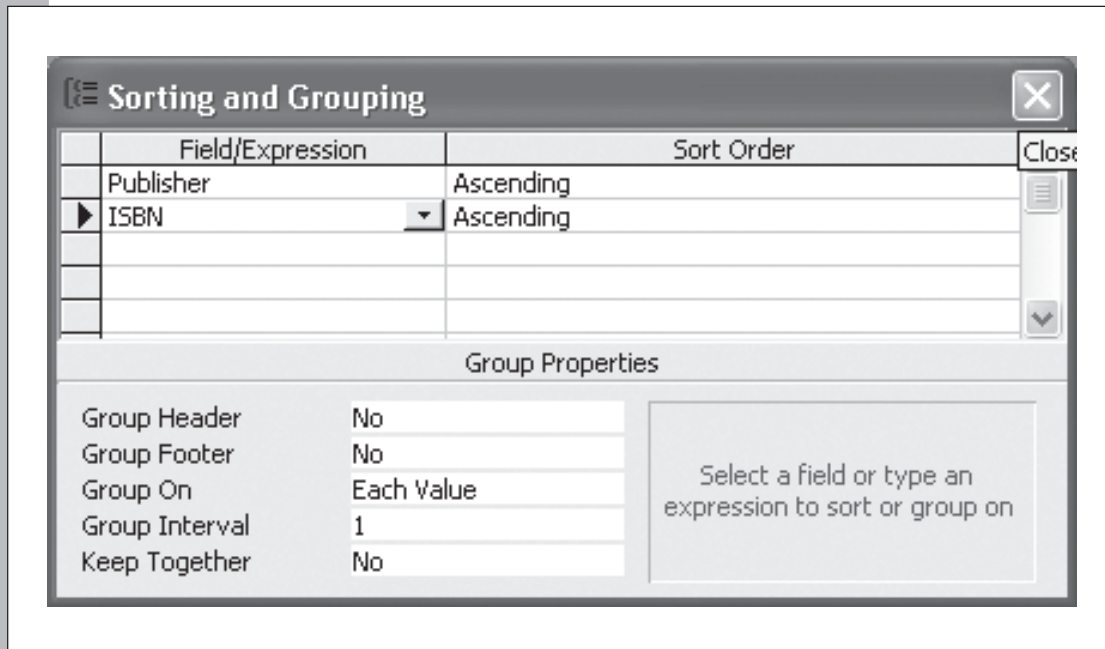 Sorting and Grouping
Field/Expression Sort Order
Close
Publisher Ascending
ISBN Ascending
Group Properties
Group Header No
Group Footer No
Group On Each Value
Group Interval 1
Keep Together No
Select a field or type an
expression to sort or group on